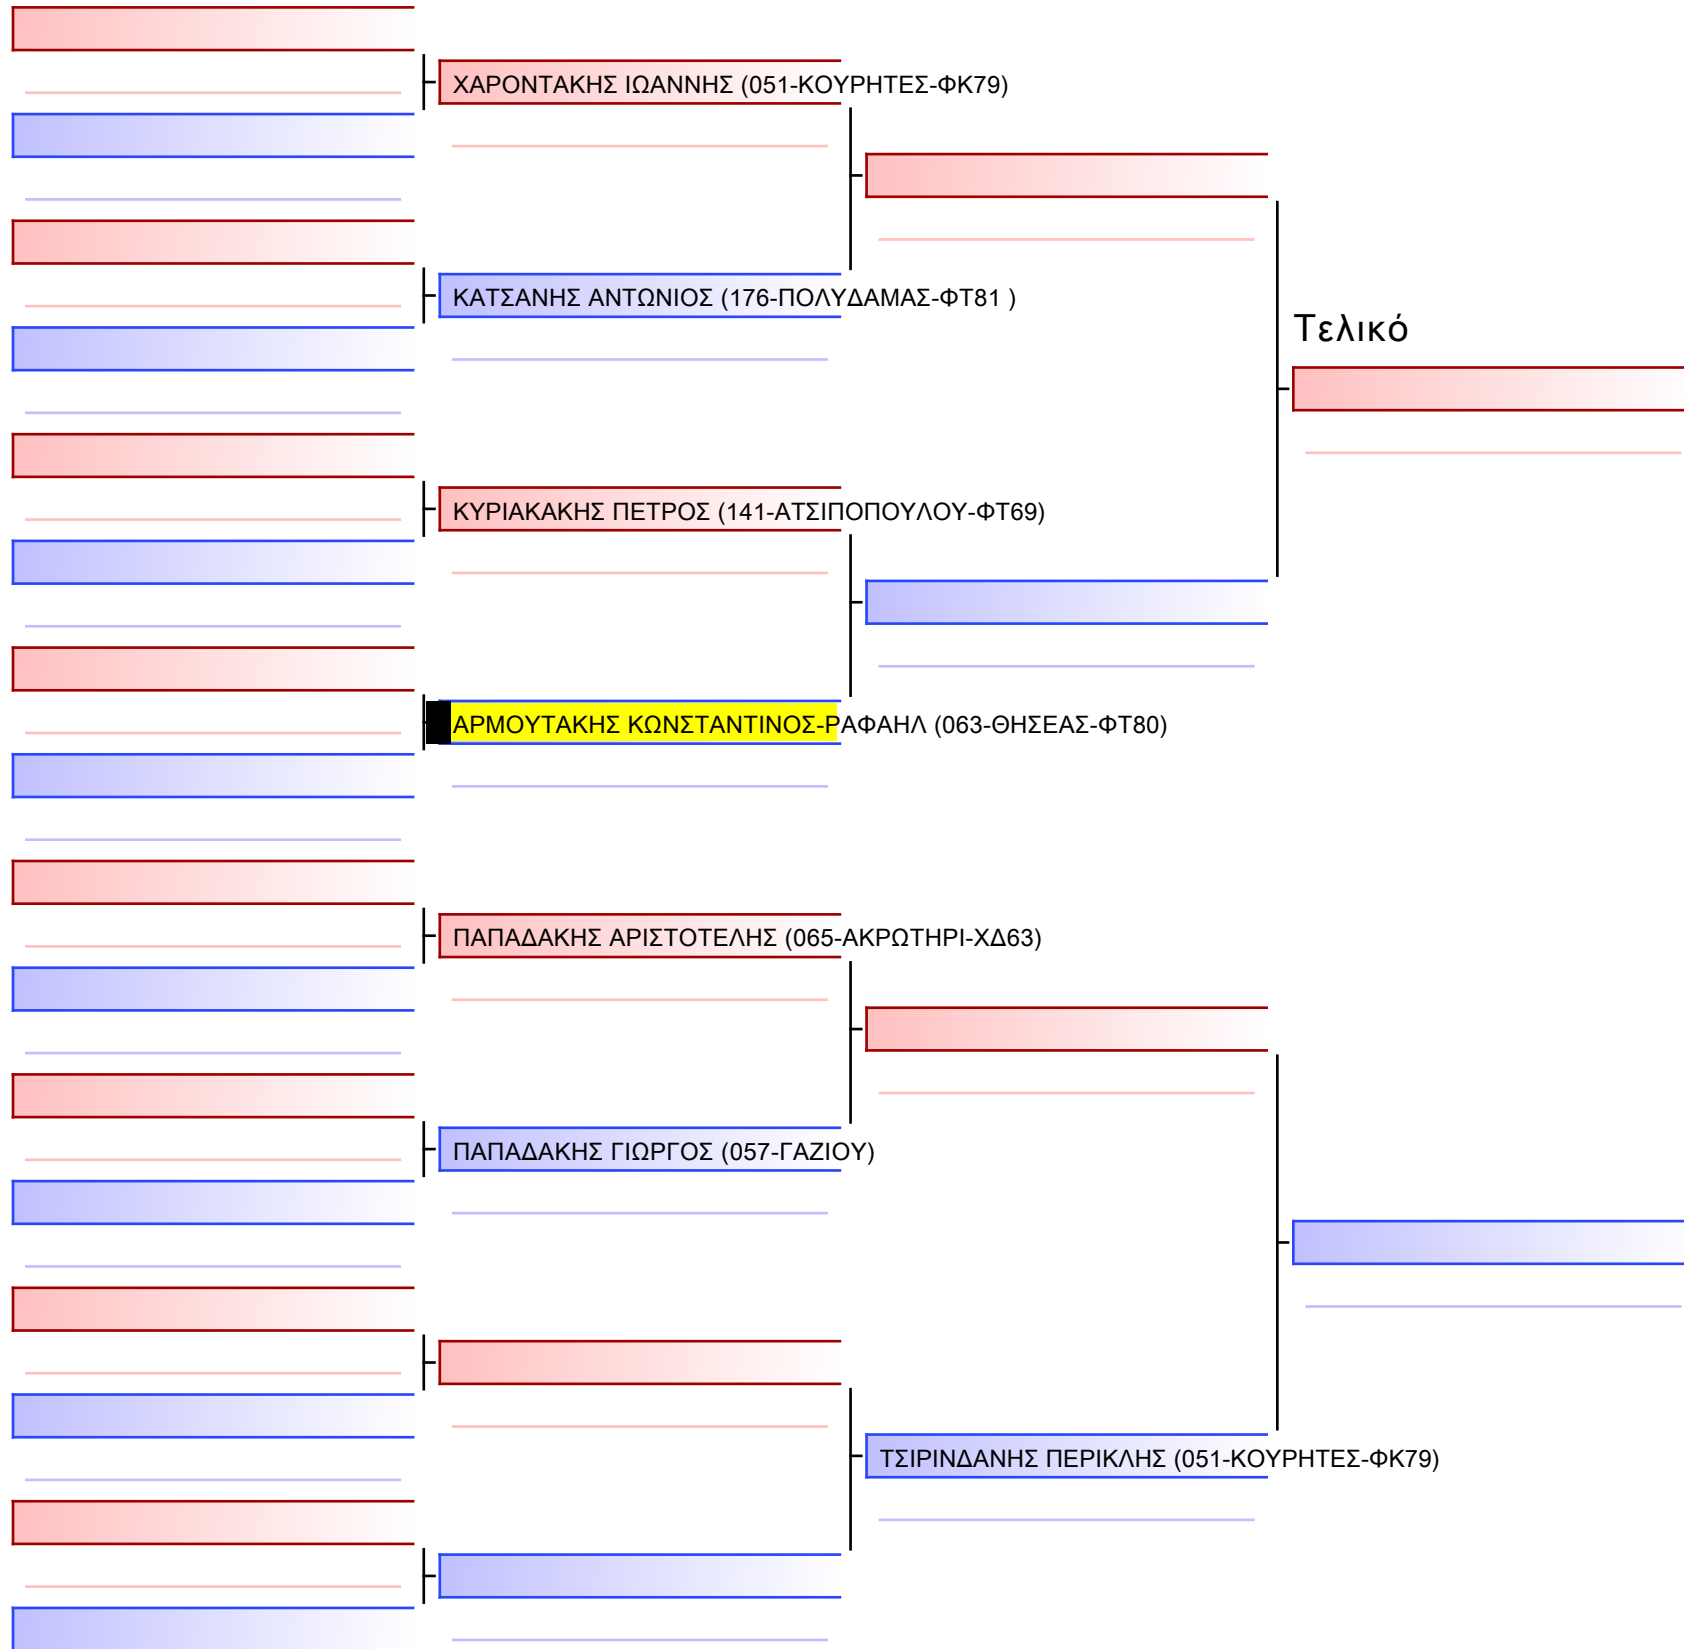 ΧΑΡΟΝΤΑΚΗΣ ΙΩΑΝΝΗΣ (051-ΚΟΥΡΗΤΕΣ-ΦΚ79)
ΚΑΤΣΑΝΗΣ ΑΝΤΩΝΙΟΣ (176-ΠΟΛΥΔΑΜΑΣ-ΦΤ81 )
Τελικό
ΚΥΡΙΑΚΑΚΗΣ ΠΕΤΡΟΣ (141-ΑΤΣΙΠΟΠΟΥΛΟΥ-ΦΤ69)
ΑΡΜΟΥΤΑΚΗΣ ΚΩΝΣΤΑΝΤΙΝΟΣ-ΡΑΦΑΗΛ (063-ΘΗΣΕΑΣ-ΦΤ80)
ΠΑΠΑΔΑΚΗΣ ΑΡΙΣΤΟΤΕΛΗΣ (065-ΑΚΡΩΤΗΡΙ-ΧΔ63)
ΠΑΠΑΔΑΚΗΣ ΓΙΩΡΓΟΣ (057-ΓΑΖΙΟΥ)
ΤΣΙΡΙΝΔΑΝΗΣ ΠΕΡΙΚΛΗΣ (051-ΚΟΥΡΗΤΕΣ-ΦΚ79)